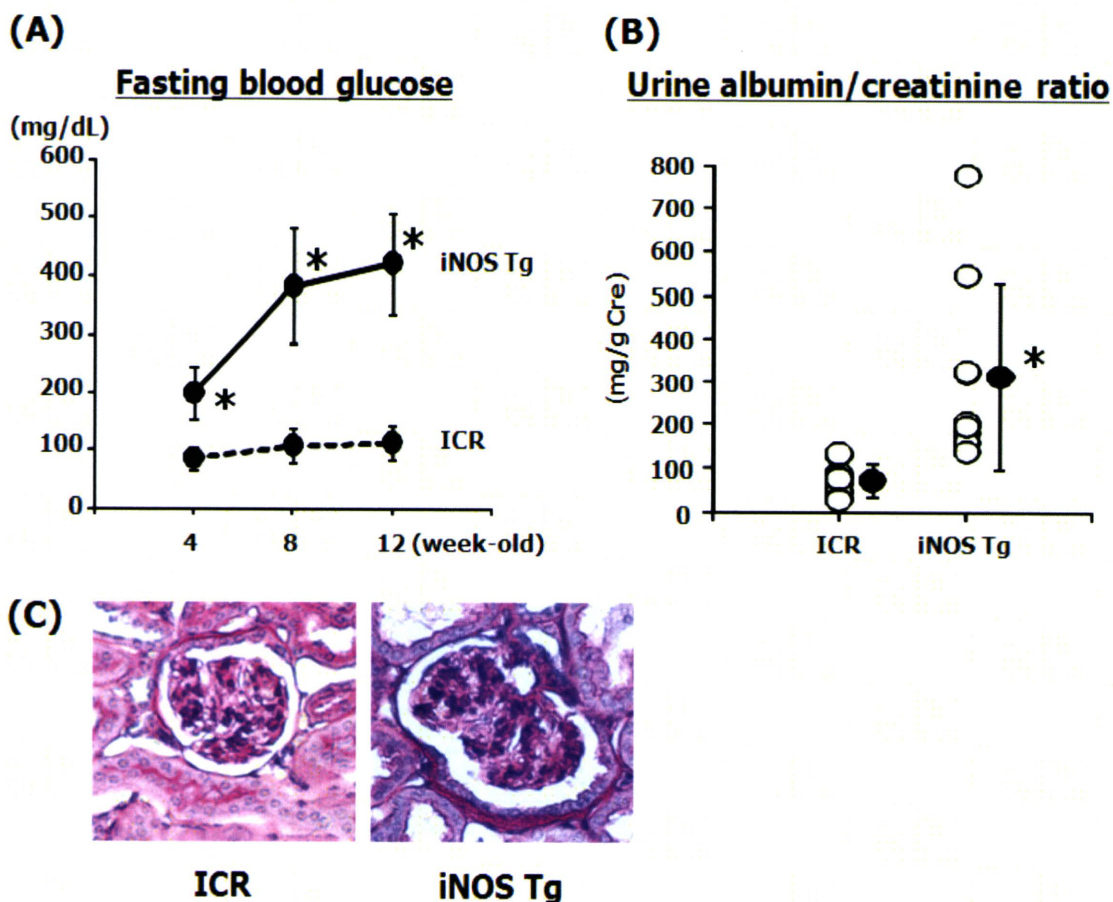 (A)
Fasting blood glucose
(mg/dL)
600
500
400
300
200
100
0
*
*
*
iNOS Tg
ICR
4 8 12 (week-old)
(B)
Urine albumin/creatinine ratio
(mg/g Cre)
800
700
600
500
400
300
200
100
0
*
ICR iNOS Tg
(C)
ICR iNOS Tg